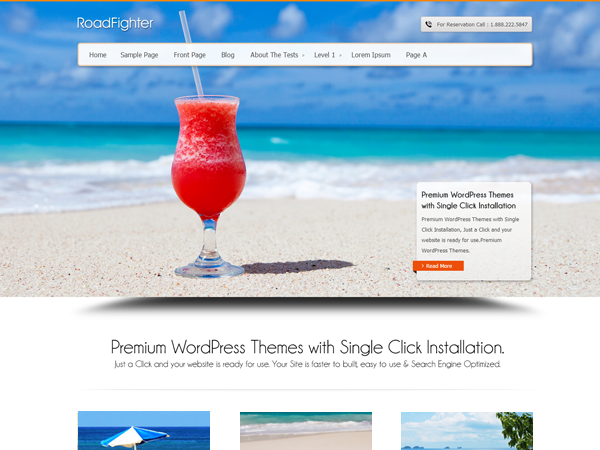 RoadFighter
For Reservation Call : 1.888.222.5847
Home Sample Page Front Page Blog About The Tests Level 1 Lorem Ipsum Page A
Premium WordPress Themes
with Single Click Installation
Premium WordPress Themes with Single
Click Installation, Just a Click and your
website is ready for use.Premium
WordPress Themes.
> Read More
Premium WordPress Themes with Single Click Installation.
Just a Click and your website is ready for use. Your Site is faster to built, easy to use & Search Engine Optimized.